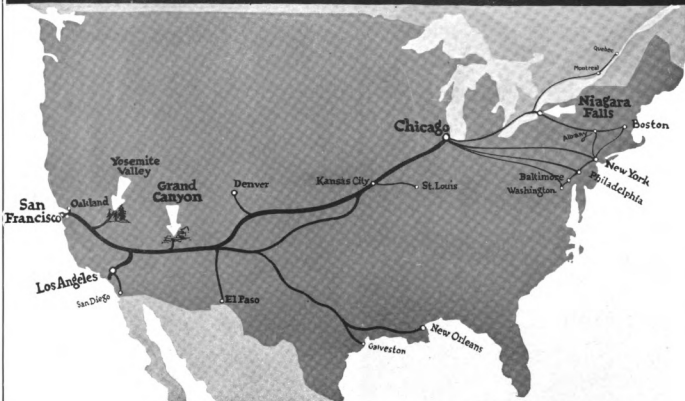 Quebec
Montreal
Niagara
Falls
Chicago
Albany
Boston
Yosemite
Valley
Grand
Canyon
Denver
Kansas City
St. Louis
New York
Baltimore
Philadelphia
Washington
San
Francisco
Oakland
Los Angeles
San Diego
El Paso
New Orleans
Galveston